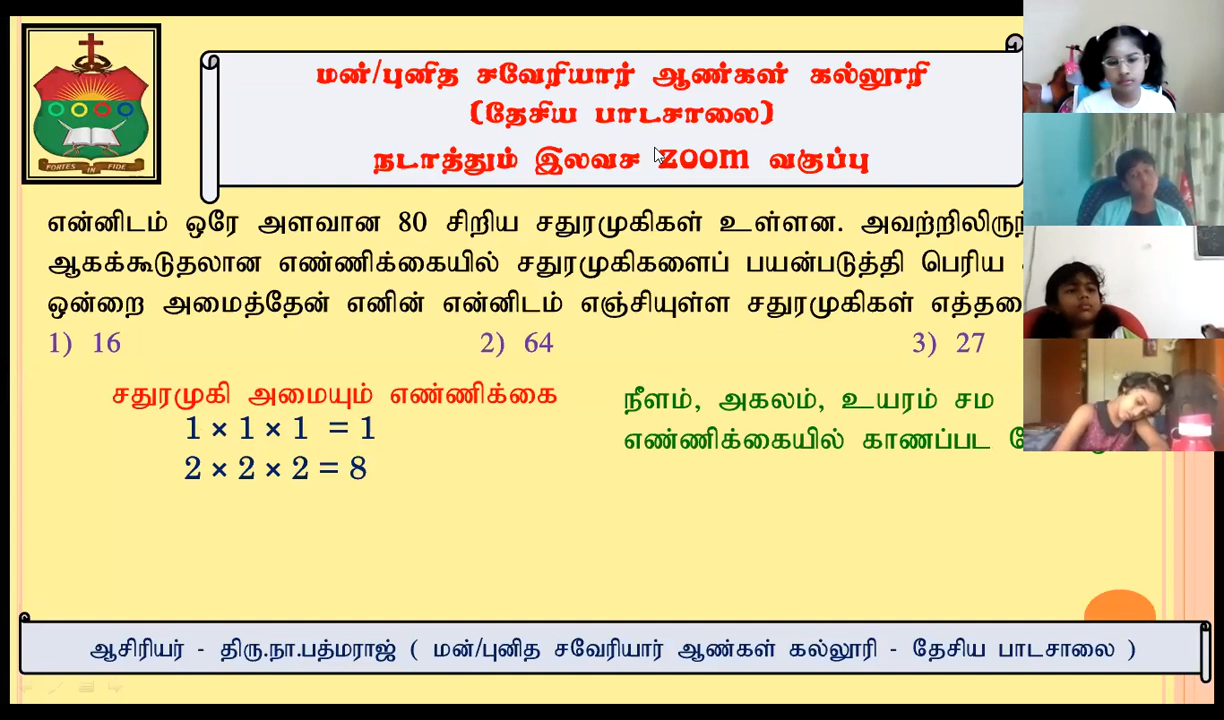 மன்/புனித சவேரியார் ஆண்கள் கல்லூரி
(தேசிய பாடசாலை)
நடாத்தும் இலவச zoom வகுப்பு
FORTES IN FIDE
என்னிடம் ஒரே அளவான 80 சிறிய சதுரமுகிகள் உள்ளன.
ஆகக்கூடுதலான எண்ணிக்கையில் சதுரமுகிகளைப் பயன்படுத்தி பெரிய
ஒன்றை அமைத்தேன் எனின் என்னிடம் எஞ்சியுள்ள சதுரமுகிகள்
1) 16 2) 64 3) 27
சதுரமுகி அமையும் எண்ணிக்கை
1 × 1 × 1 = 1
2 × 2 × 2 = 8
நீளம், அகலம், உயரம் சம
எண்ணிக்கையில் காணப்பட
ஆசிரியர் - திரு.நா.பத்மராஜ் ( மன்/புனித சவேரியார் ஆண்கள் கல்லூரி - தேசிய பாடசாலை )